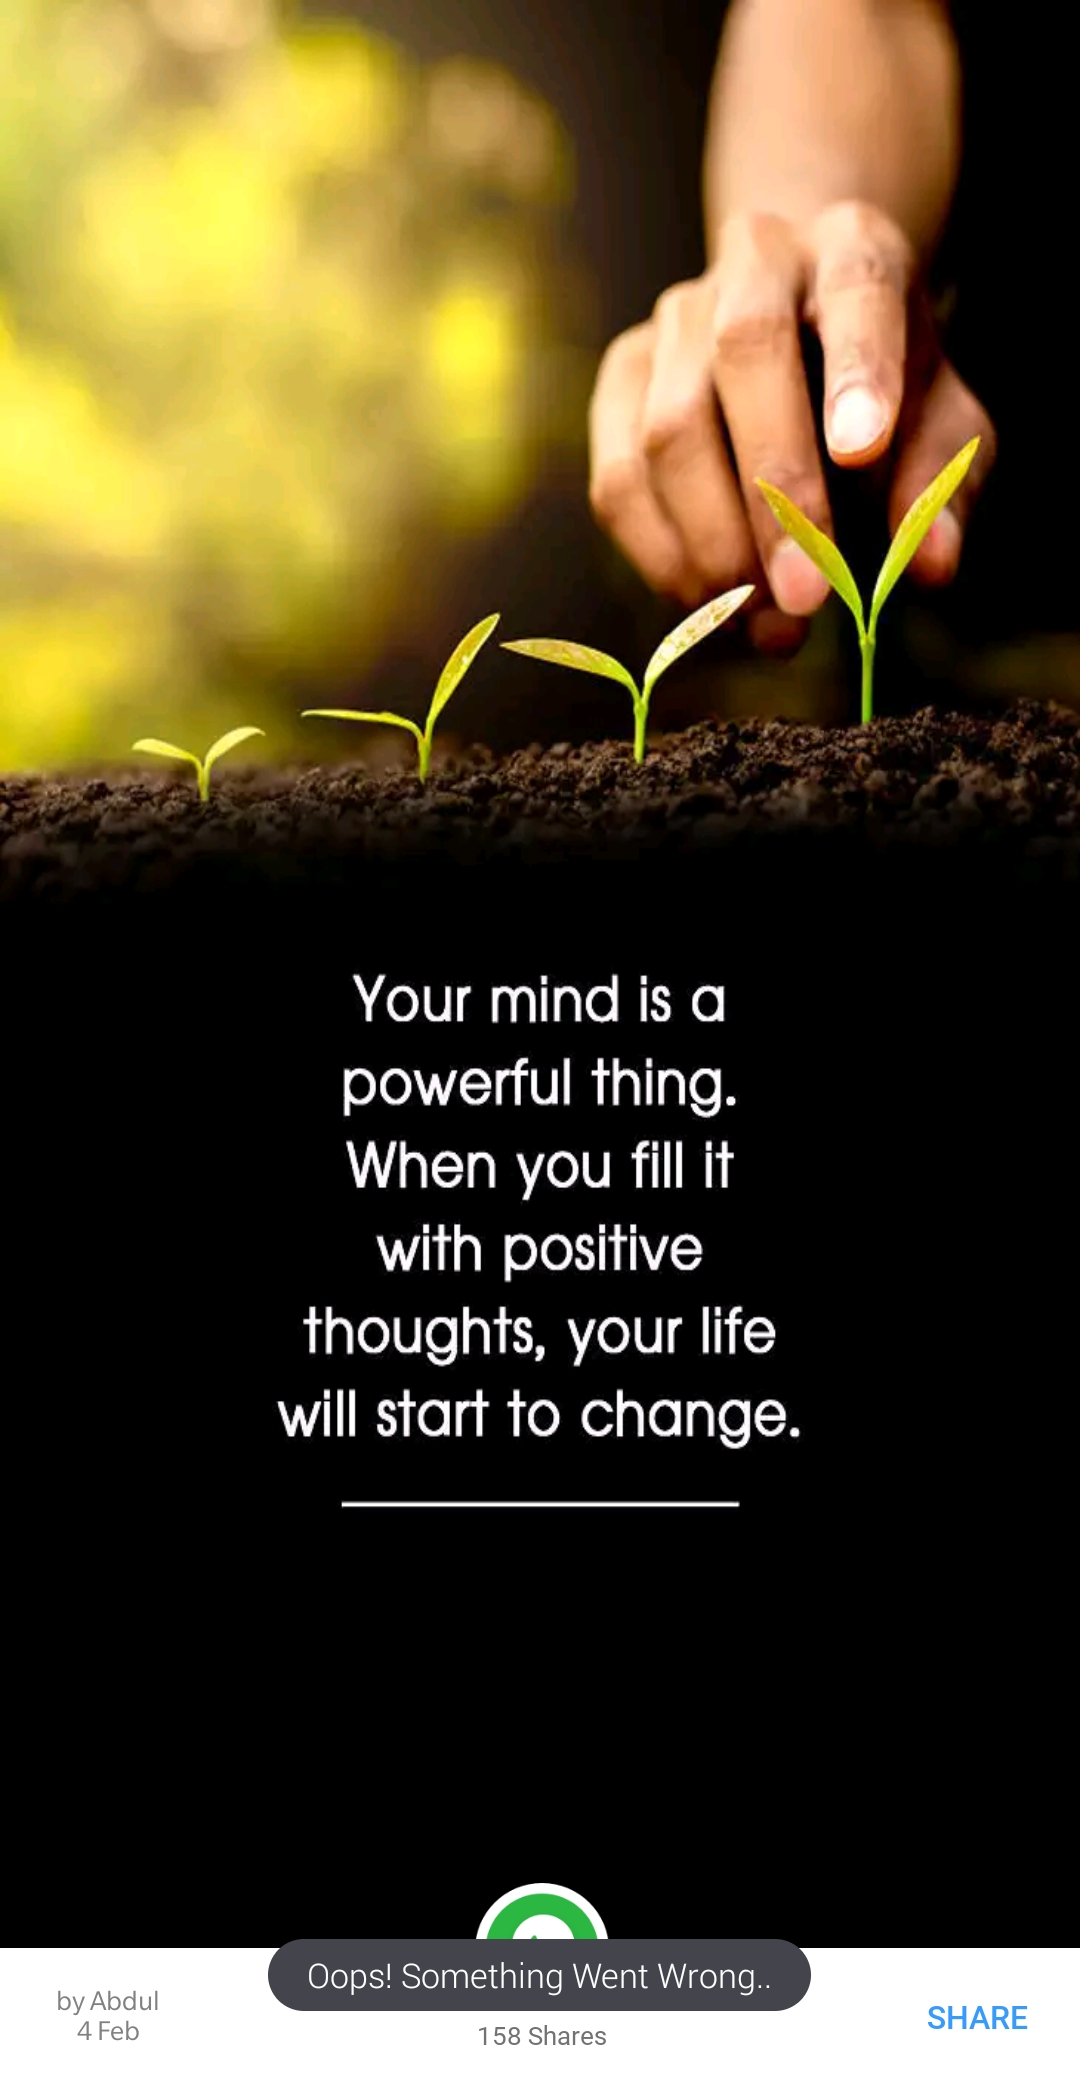 Your mind is a
powerful thing.
When you fill it
with positive
thoughts, your life
will start to change.
Oops! Something Went Wrong..
by Abdul
4 Feb
158 Shares
SHARE